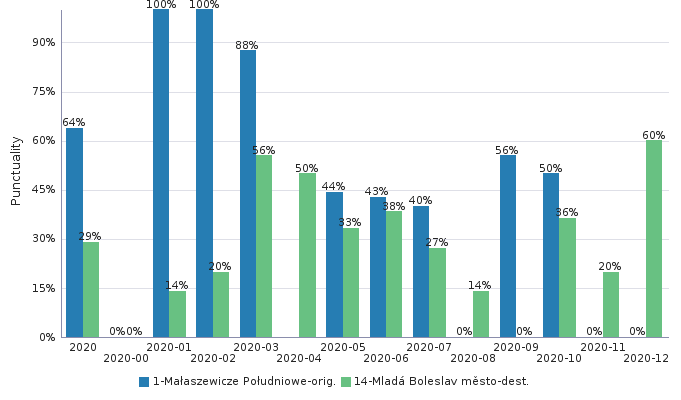 100% 100%
90% 88%
75%
64%
60% 56% 56% 60%
50% 50%
45% 44% 43%
40% 38% 36%
33%
30% 29% 27%
20% 20%
15% 14% 14%
0% 0%0% 0% 0% 0% 0%
Punctuality
2020 2020-01 2020-03 2020-05 2020-07 2020-09 2020-11
2020-00 2020-02 2020-04 2020-06 2020-08 2020-10 2020-12
1-Małaszewicze Południowe-orig. 14-Mladá Boleslav město-dest.